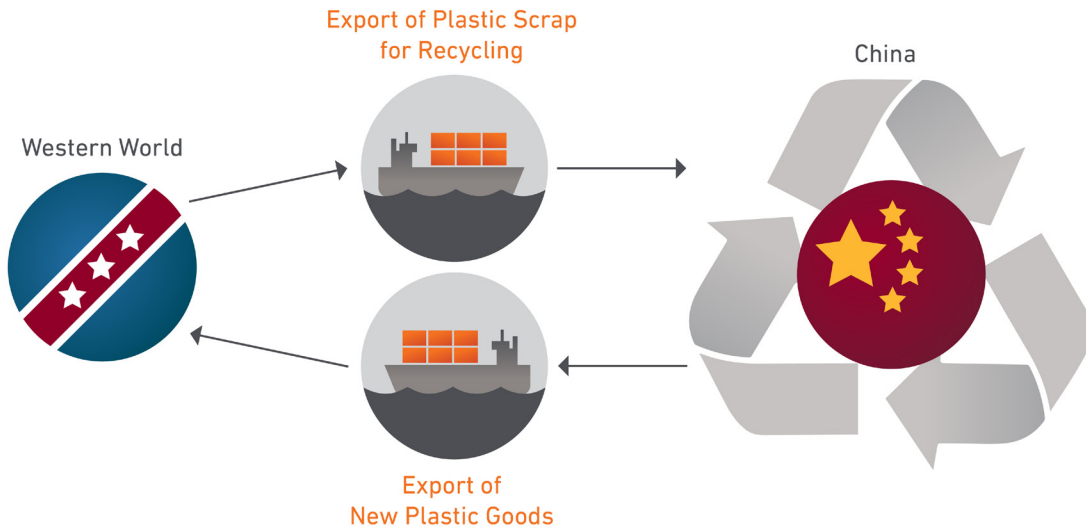 Export of Plastic Scrap
for Recycling
China
Western World
Export of
New Plastic Goods